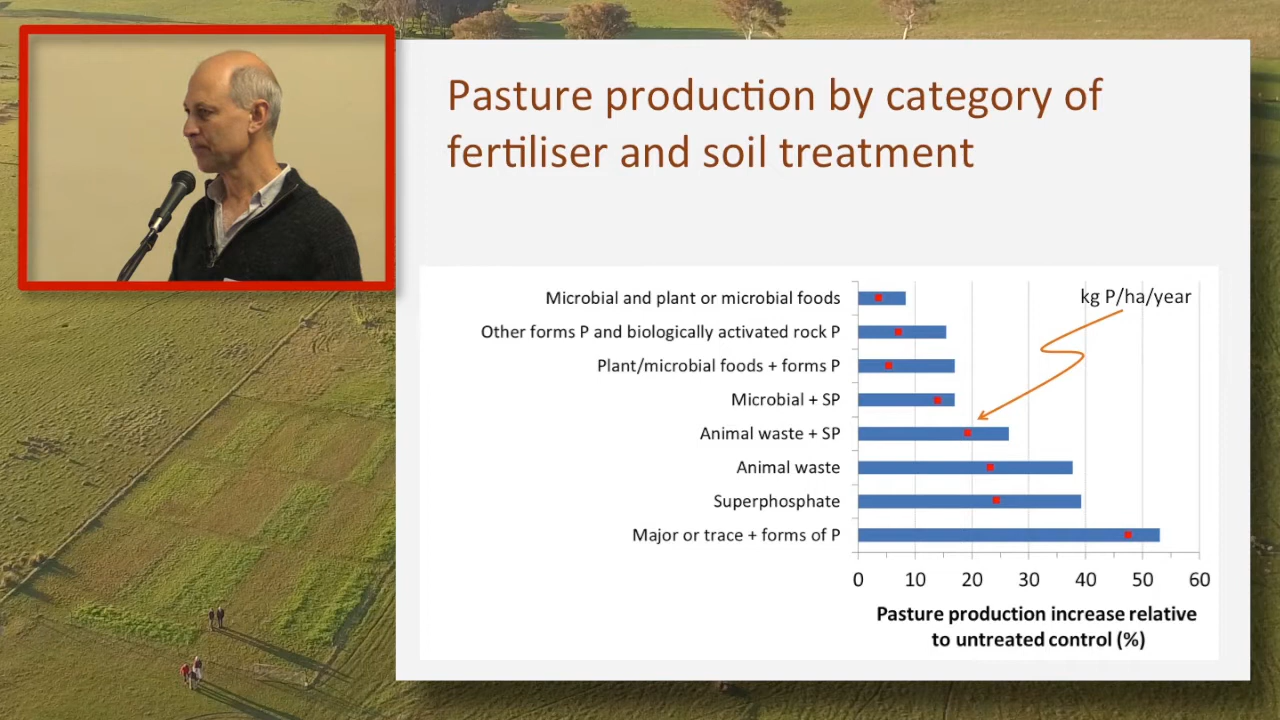 Pasture production by category of
fertiliser and soil treatment
kg P/ha/year
Microbial and plant or microbial foods
Other forms P and biologically activated rock P
Plant/microbial foods + forms P
Microbial + SP
Animal waste + SP
Animal waste
Superphosphate
Major or trace + forms of P
0 10 20 30 40 50 60
Pasture production increase relative
to untreated control (%)